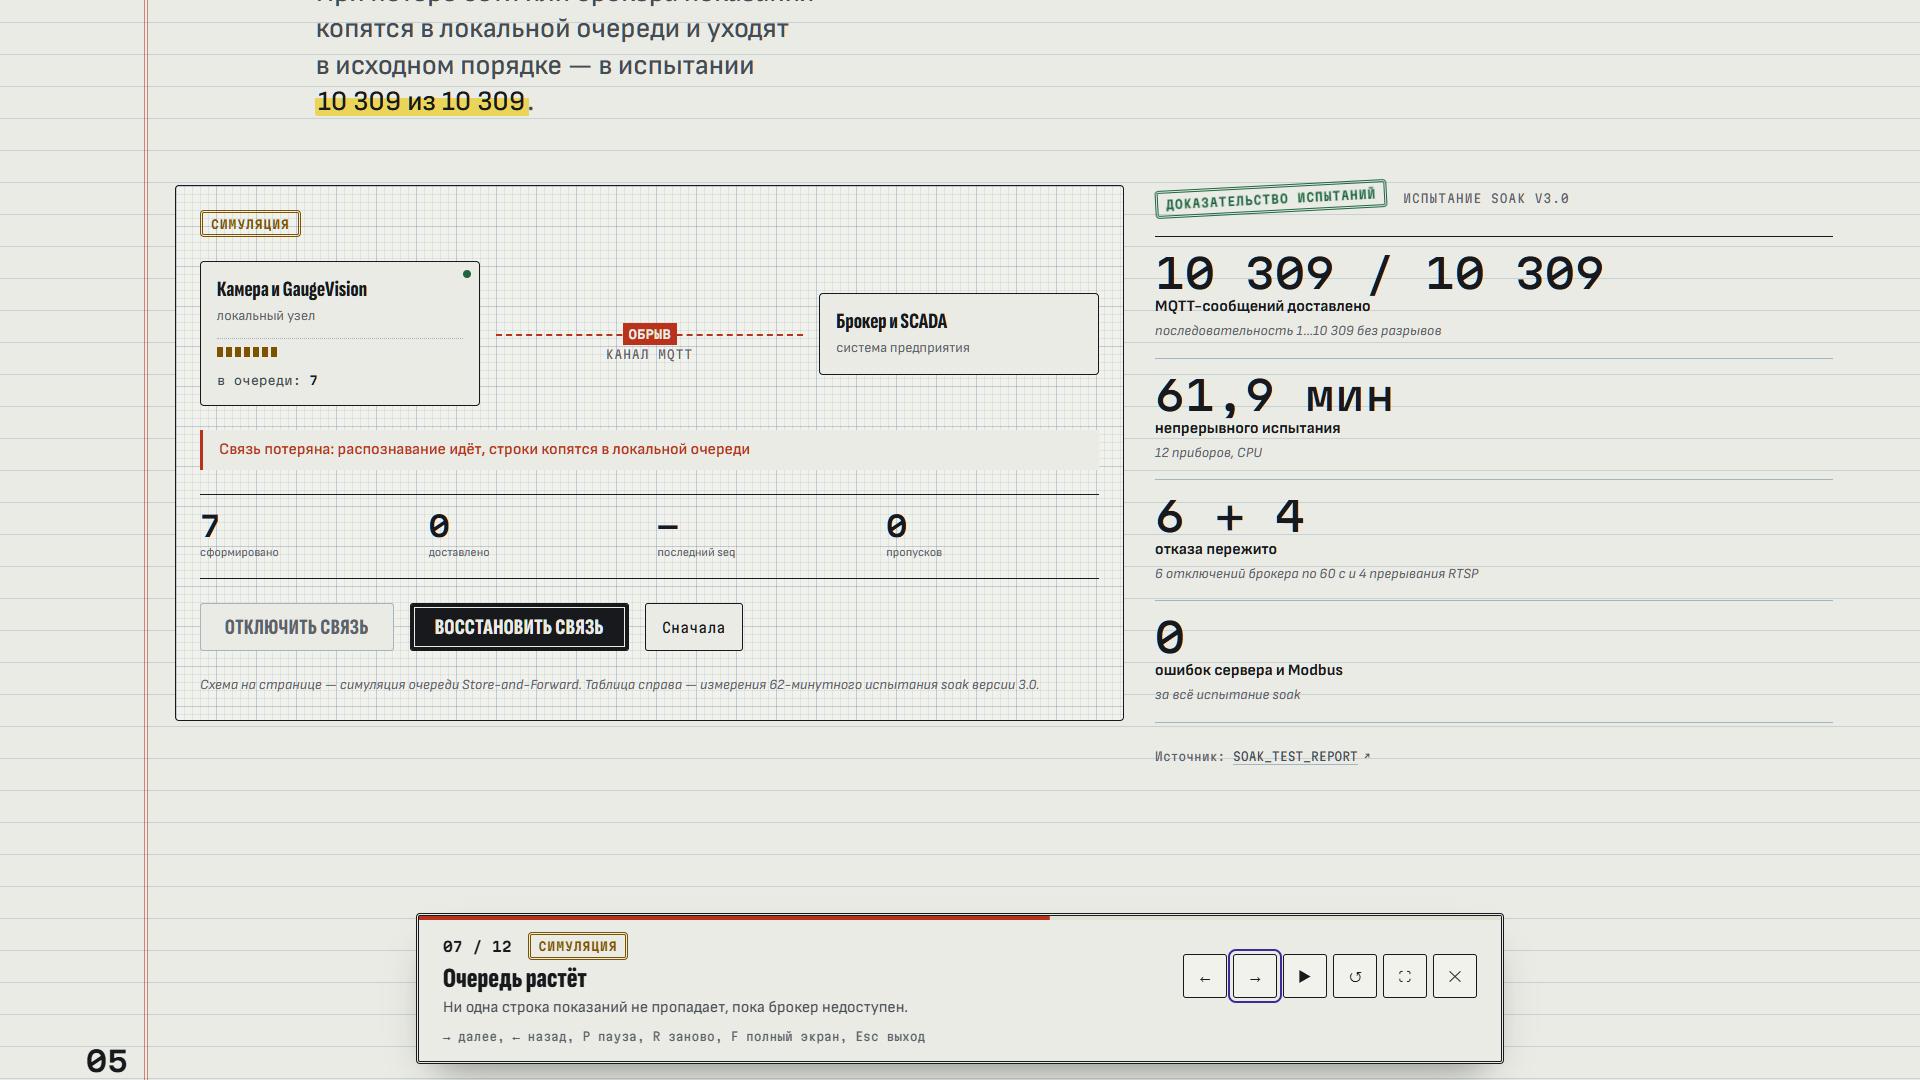 копятся в локальной очереди и уходят
в исходном порядке — в испытании
10 309 из 10 309.
СИМУЛЯЦИЯ
Камера и GaugeVision
локальный узел
в очереди: 7
ОБРЫВ
КАНАЛ MQTT
Брокер и SCADA
система предприятия
Связь потеряна: распознавание идёт, строки копятся в локальной очереди
7
сформировано
0
доставлено
—
последний seq
0
пропусков
ОТКЛЮЧИТЬ СВЯЗЬ
ВОССТАНОВИТЬ СВЯЗЬ
Сначала
Схема на странице — симуляция очереди Store-and-Forward. Таблица справа — измерения 62-минутного испытания soak версии 3.0.
ДОКАЗАТЕЛЬСТВО ИСПЫТАНИЙ
ИСПЫТАНИЕ SOAK V3.0
10 309 / 10 309
MQTT-сообщений доставлено
последовательность 1…10 309 без разрывов
61,9 мин
непрерывного испытания
12 приборов, CPU
6 + 4
отказа пережито
6 отключений брокера по 60 с и 4 прерывания RTSP
0
ошибок сервера и Modbus
за всё испытание soak
Источник: SOAK_TEST_REPORT ↗
07 / 12
СИМУЛЯЦИЯ
Очередь растёт
Ни одна строка показаний не пропадает, пока брокер недоступен.
→ далее, ← назад, P пауза, R заново, F полный экран, Esc выход
05